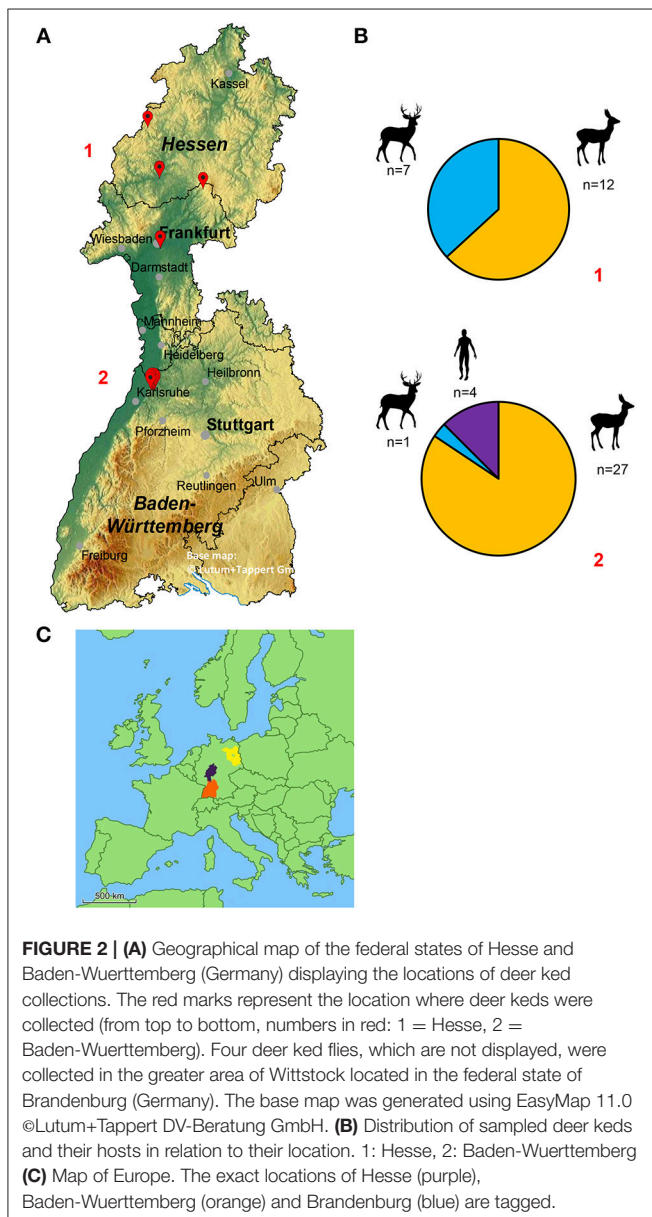 A
Kassel
1
Hessen
Wiesbaden
Frankfurt
Darmstadt
Mannheim
Heidelberg
2
Heilbronn
Karlsruhe
Pforzheim
Stuttgart
Reutlingen
Ulm
Baden-
Württemberg
Freiburg
Base map:
© Lutum+Tappert Gm
B
n=7
n=12
1
n=4
n=1
n=27
2
C
500 km
FIGURE 2 | (A) Geographical map of the federal states of Hesse and
Baden-Wuerttemberg (Germany) displaying the locations of deer ked
collections. The red marks represent the location where deer keds were
collected (from top to bottom, numbers in red: 1 = Hesse, 2 =
Baden-Wuerttemberg). Four deer ked flies, which are not displayed, were
collected in the greater area of Wittstock located in the federal state of
Brandenburg (Germany). The base map was generated using EasyMap 11.0
©Lutum+Tappert DV-Beratung GmbH. (B) Distribution of sampled deer keds
and their hosts in relation to their location. 1: Hesse, 2: Baden-Wuerttemberg
(C) Map of Europe. The exact locations of Hesse (purple),
Baden-Wuerttemberg (orange) and Brandenburg (blue) are tagged.